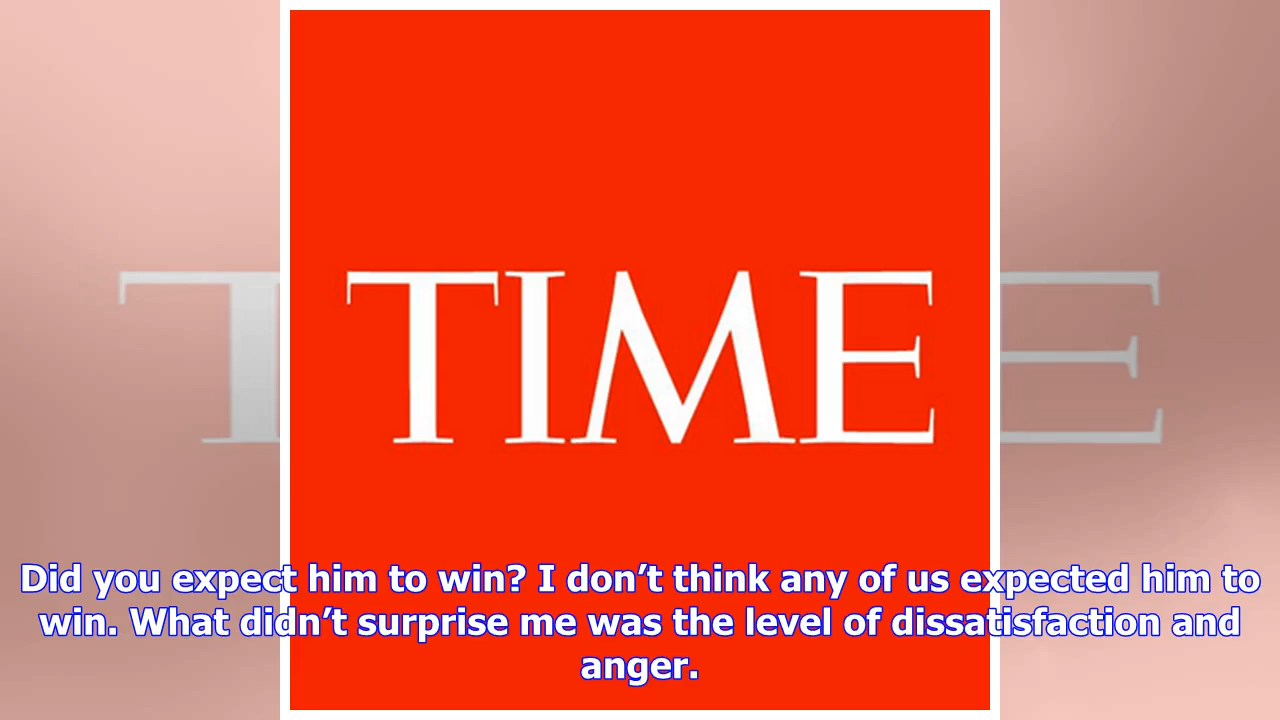 TIME
Did you expect him to win? I don’t think any of us expected him to
win. What didn’t surprise me was the level of dissatisfaction and
anger.